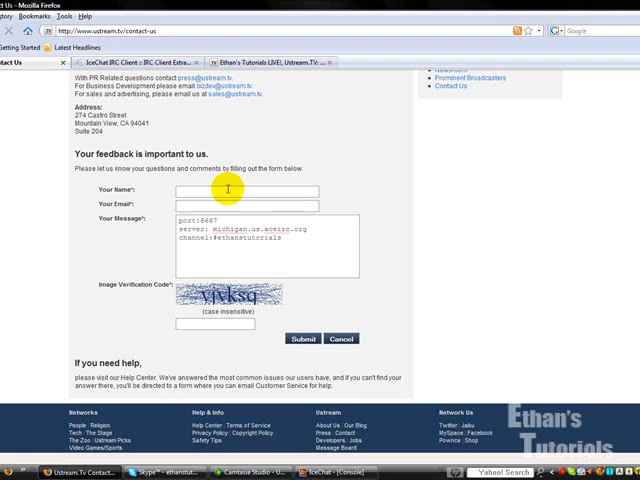 ct Us - Mozilla Firefox
story Bookmarks Tools Help
http://www.ustream.tv/contact-us
Google
Getting Started Latest Headlines
ntact Us IceChat IRC Client :: IRC Client Extra... Ethan's Tutorials LIVE!, Ustream.TV: ...
With PR Related questions contact press@ustream.tv.
For Business Development please email bizdev@ustream.tv.
For sales and advertising, please email us at sales@ustream.tv.
Newsroom
Prominent Broadcasters
Contact Us
Address:
274 Castro Street
Mountain View, CA 94041
Suite 204
Your feedback is important to us.
Please let us know your questions and comments by filling out the form below.
Your Name*:
Your Email*:
Your Message*:
port:6667
server: michigan.us.aceirc.org
channel:#ethanstutorials
Image Verification Code*:
vjvksq
(case insensitive)
Submit Cancel
If you need help,
please visit our Help Center. We've answered the most common issues our users have, and if you can't find your
answer there, you'll be directed to a form where you can email Customer Service for help.
Networks Help & Info Ustream Network Us
People | Religion Help Center | Terms of Service About Us | Our Blog Twitter | Jaiku
Tech | The Stage Privacy Policy | Copyright Policy Press | Contact MySpace | Facebook
The Zoo | Ustream Picks Safety Tips Developers | Jobs Pownce | Shop
Video Games/Sports Message Board
Ethan's
Tutorials
Ustream.Tv Contact... Skype™ - ethanstut... Camtasia Studio - U... IceChat - [Console] Yahoo! Search